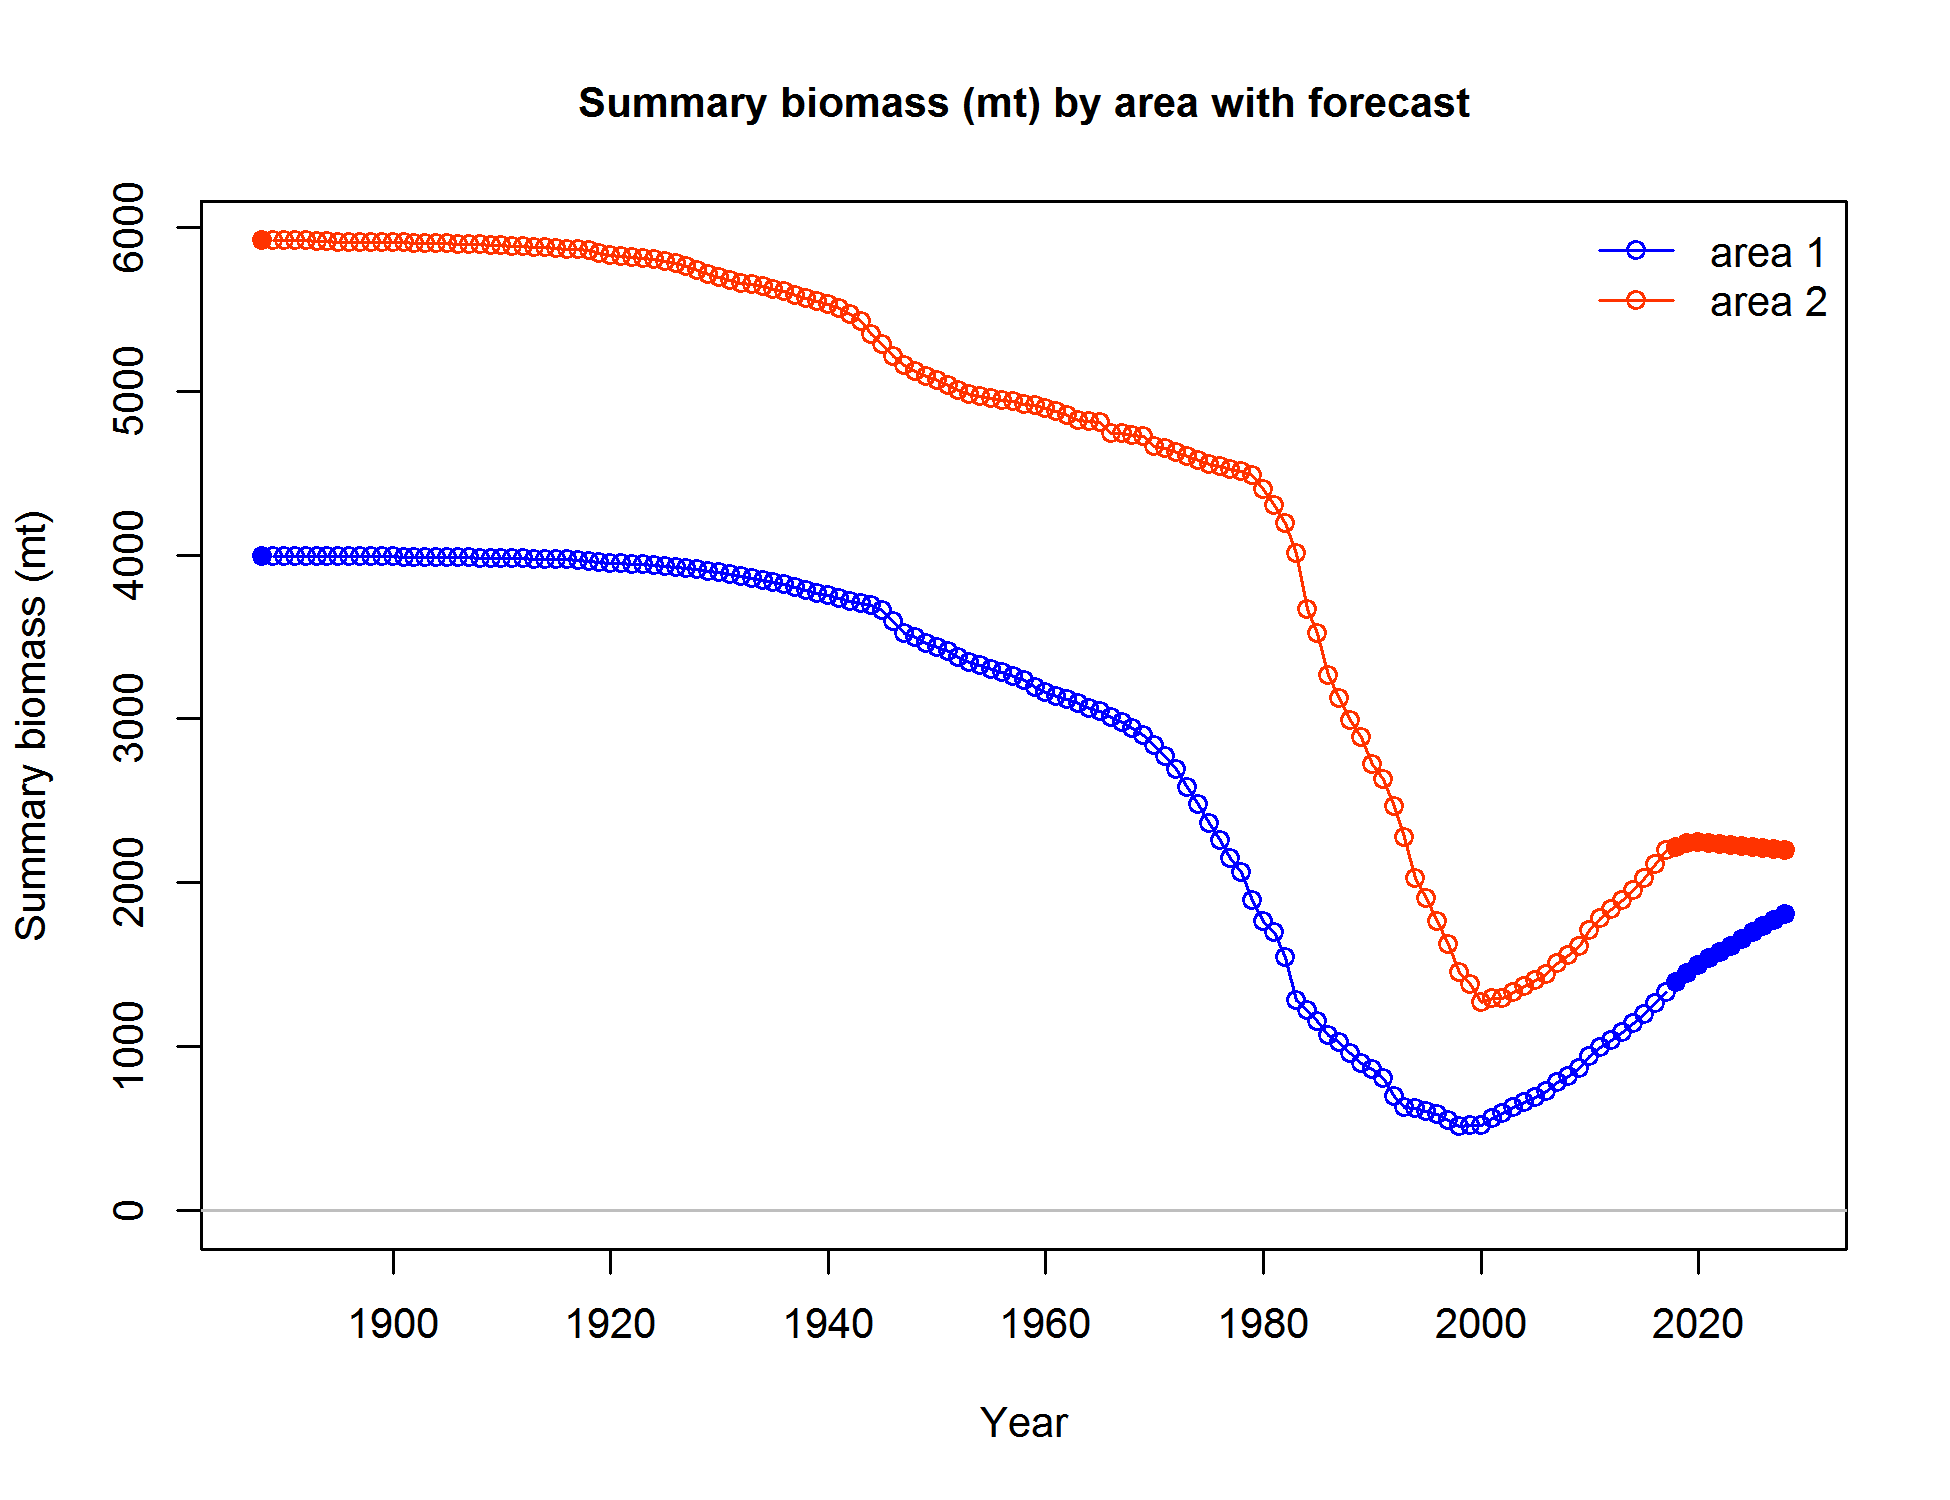 Summary biomass (mt) by area with forecast
area 1
area 2
Summary biomass (mt)
6000
5000
4000
3000
2000
1000
0
1900
1920
1940
1960
1980
2000
2020
Year